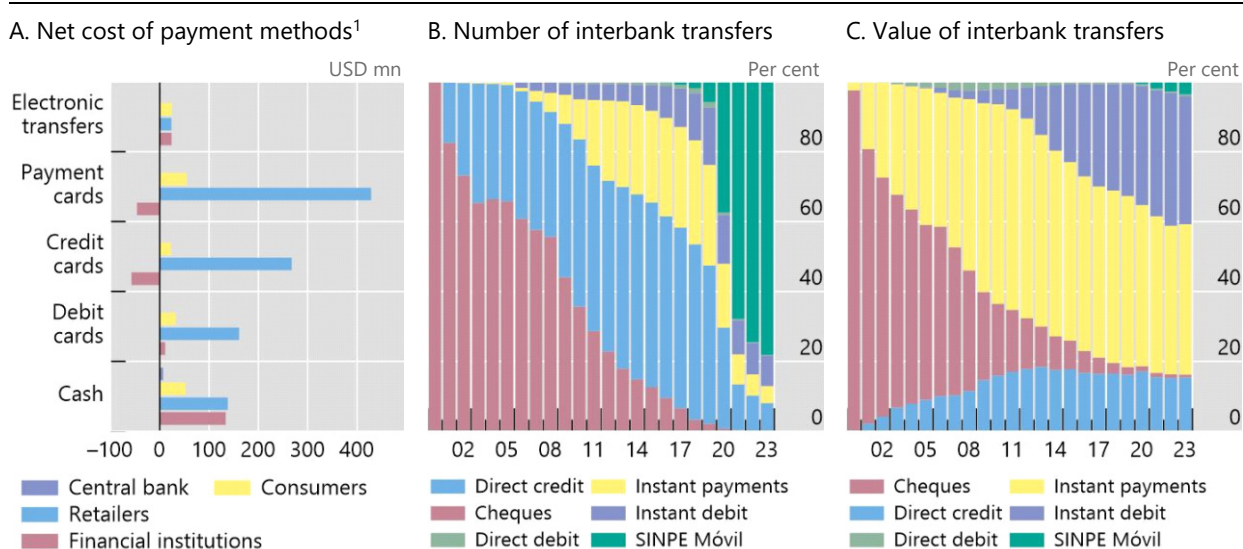 A. Net cost of payment methods¹
USD mn
Electronic
transfers
Payment
cards
Credit
cards
Debit
cards
Cash
−100 0 100 200 300 400
Central bank Consumers
Retailers
Financial institutions
B. Number of interbank transfers
Per cent
80
60
40
20
0
02 05 08 11 14 17 20 23
Direct credit Instant payments
Cheques Instant debit
Direct debit SINPE Móvil
C. Value of interbank transfers
Per cent
80
60
40
20
0
02 05 08 11 14 17 20 23
Cheques Instant payments
Direct credit Instant debit
Direct debit SINPE Móvil